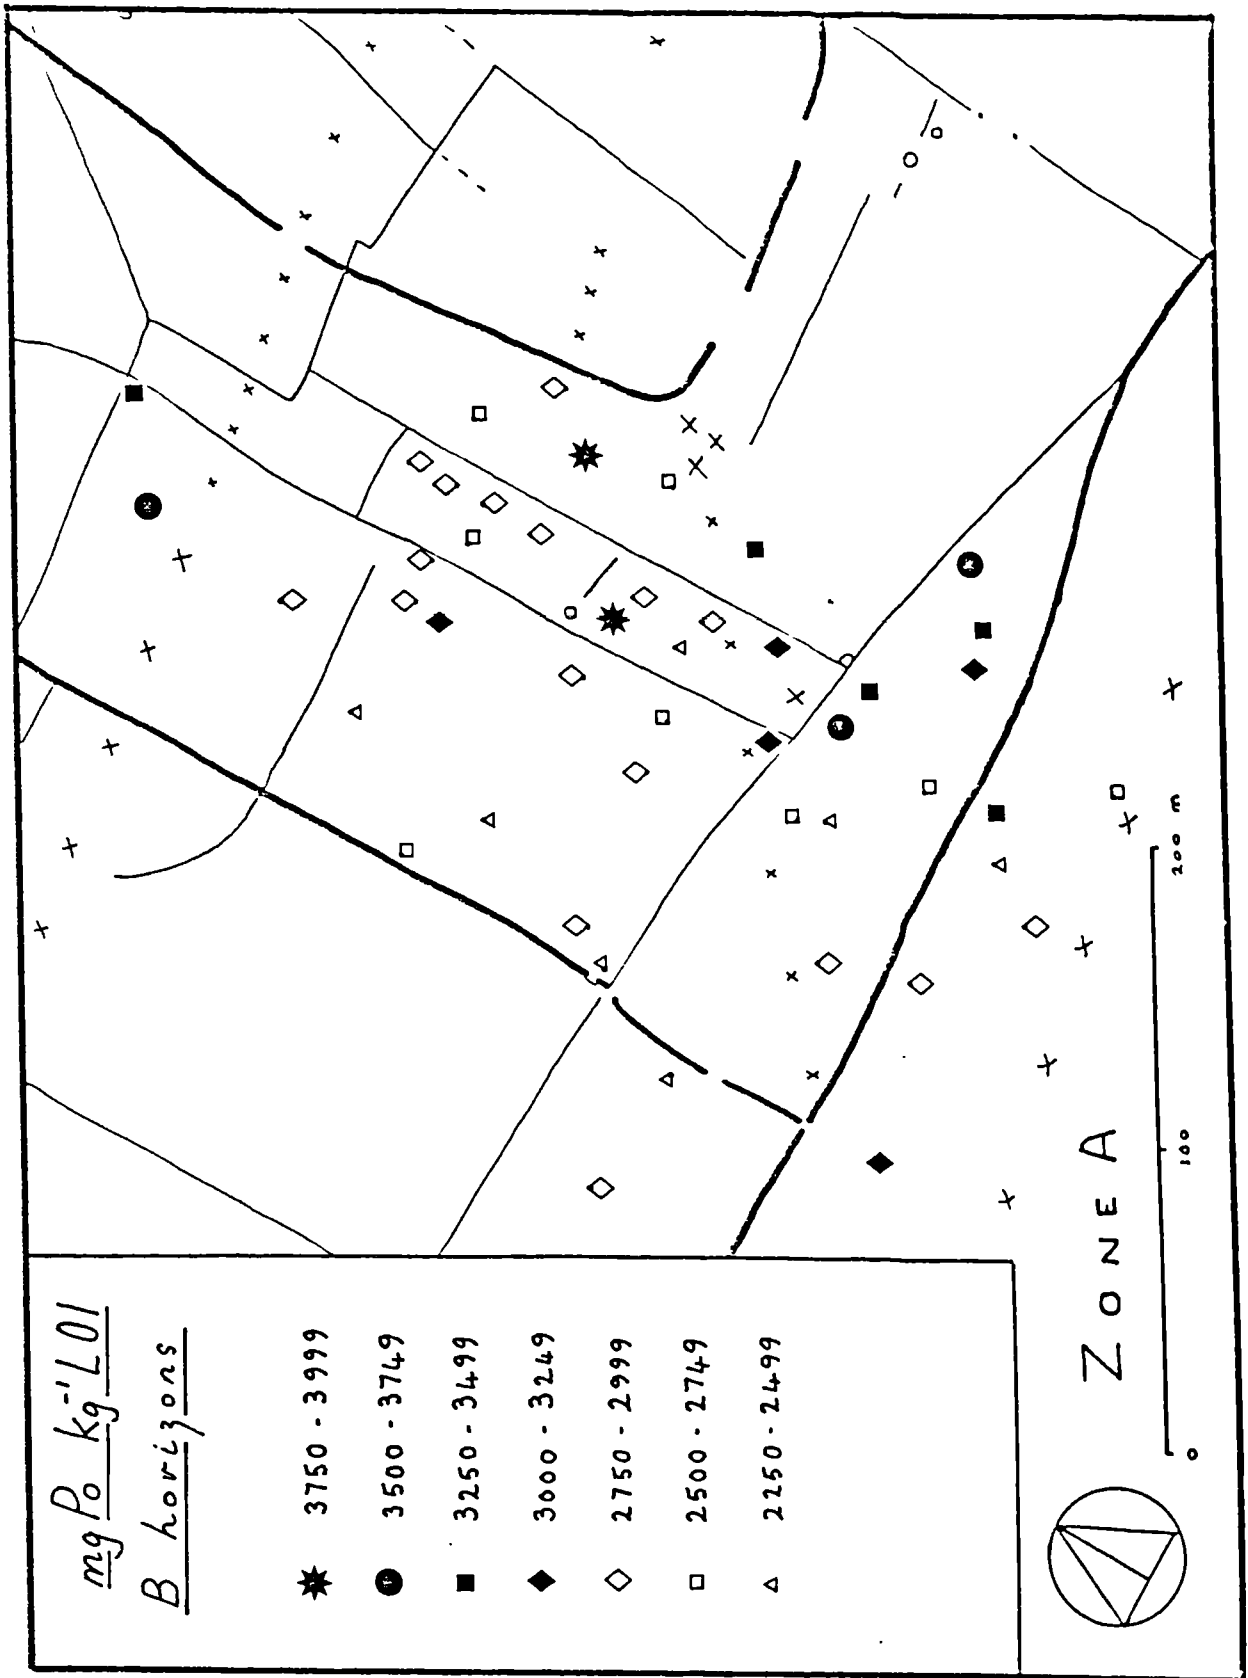 mg Po kg⁻¹ LOI
B horizons
3750 - 3999
3500 - 3749
3250 - 3499
3000 - 3249
2750 - 2999
2500 - 2749
2250 - 2499
ZONE A
0 100 200 m